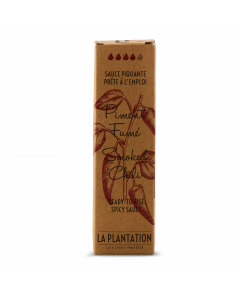 SAUCE PIQUANTE
PRÊTE À L'EMPLOI
Piment
Fumé
Smoked
Chili
READY-TO-USE
SPICY SAUCE
LA PLANTATION